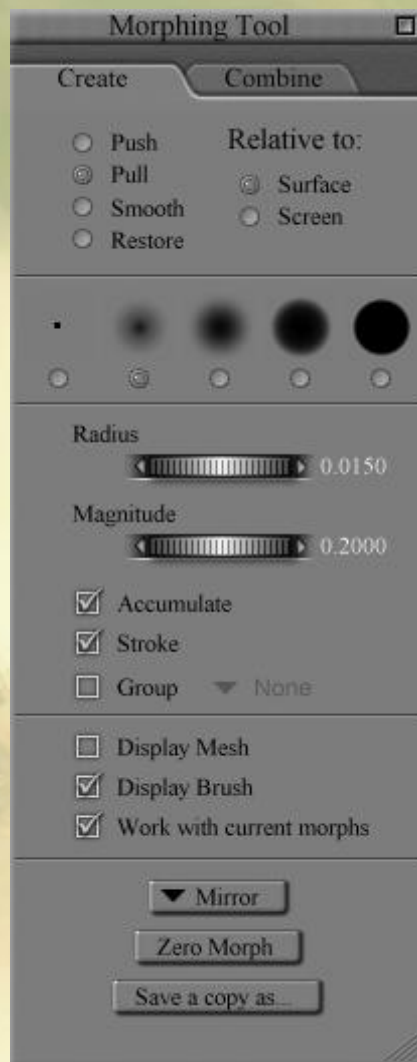 Morphing Tool
Create Combine
Push
Pull
Smooth
Restore
Relative to:
Surface
Screen
Radius
0.0150
Magnitude
0.2000
Accumulate
Stroke
Group None
Display Mesh
Display Brush
Work with current morphs
Mirror
Zero Morph
Save a copy as...